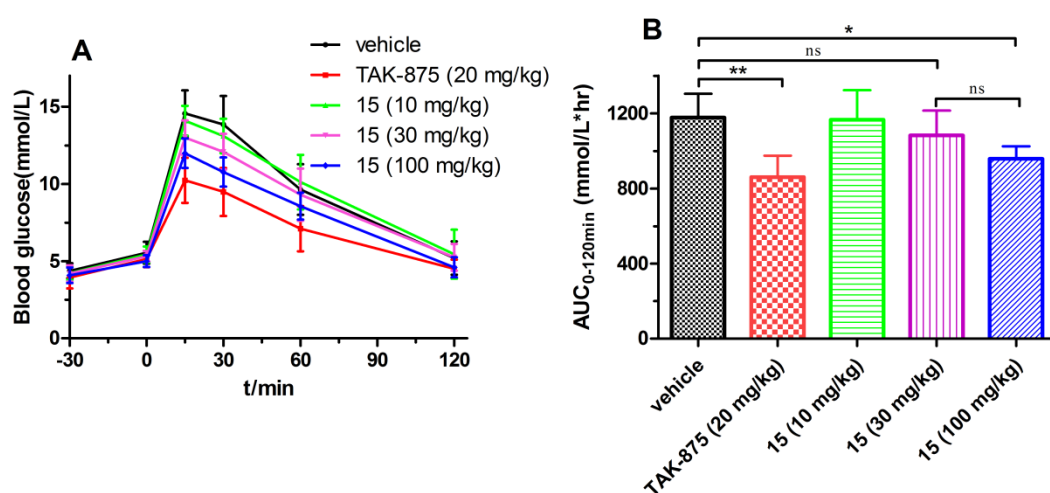 A
vehicle
TAK-875 (20 mg/kg)
15 (10 mg/kg)
15 (30 mg/kg)
15 (100 mg/kg)
Blood glucose(mmol/L)
15
10
5
0
-30
0
30
60
90
120
t/min
B
*
ns
**
ns
AUC0-120min (mmol/L*hr)
1200
800
400
0
vehicle
TAK-875 (20 mg/kg)
15 (10 mg/kg)
15 (30 mg/kg)
15 (100 mg/kg)